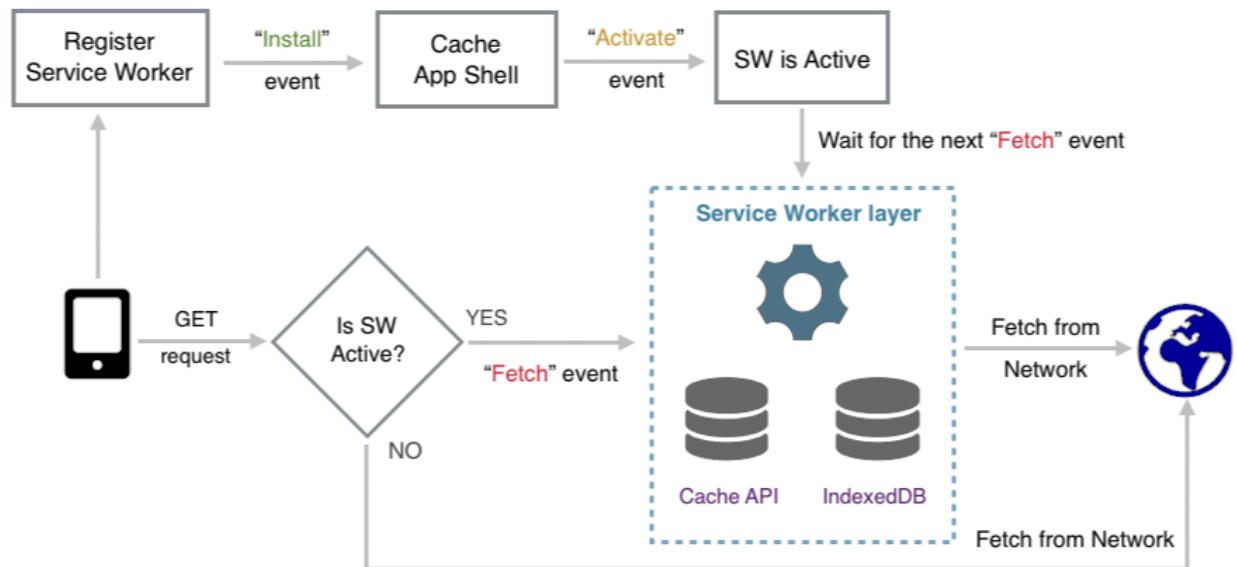 Register
Service Worker
“Install”
event
Cache
App Shell
“Activate”
event
SW is Active
Wait for the next “Fetch” event
Service Worker layer
GET
request
Is SW
Active?
YES
“Fetch” event
NO
Cache API
IndexedDB
Fetch from
Network
Fetch from Network